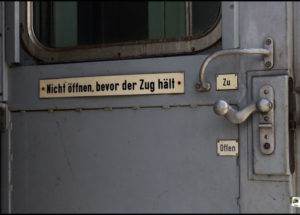 Nicht öffnen, bevor der Zug hält
Zu
Offen